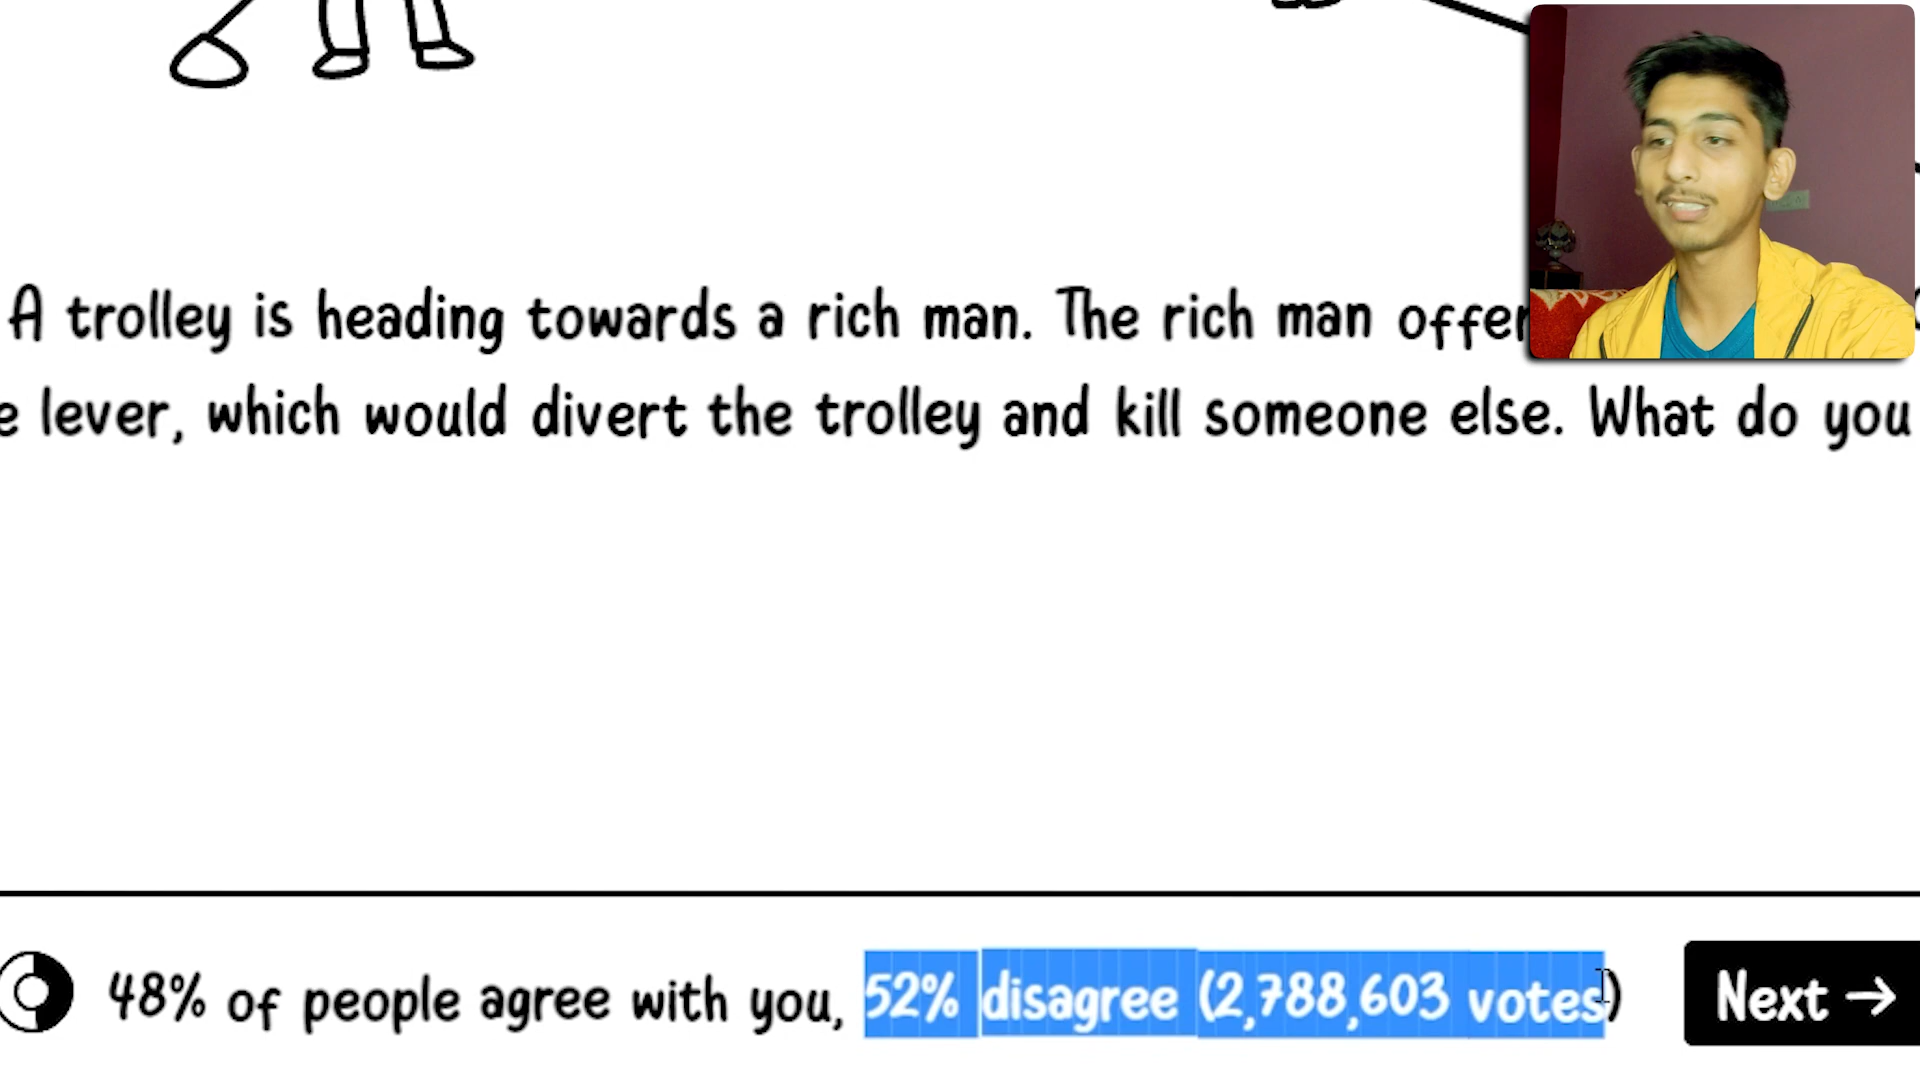 A trolley is heading towards a rich man. The rich man offer
lever, which would divert the trolley and kill someone else. What do you
48% of people agree with you, 52% disagree (2,788,603 votes)
Next →